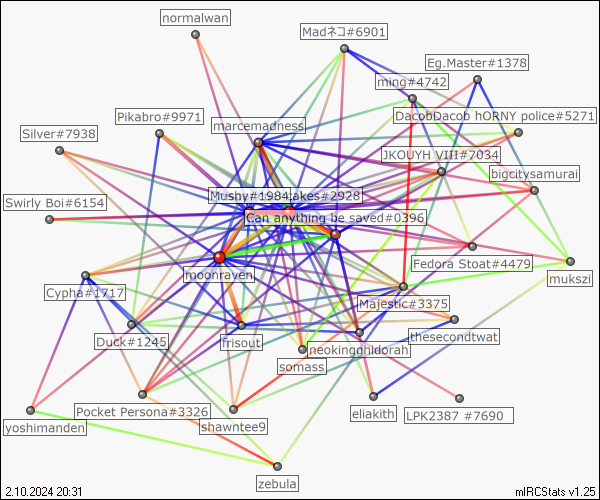 normalwan
Madネコ#6901
Eg.Master#1378
ming#4742
Pikabro#9971
DacobDacob hORNY police#5271
marcemadness
Silver#7938
JKOUYH VIII#7034
bigcitysamurai
Mushy#1984
akes#2928
Swirly Boi#6154
Can anything be saved#0396
Fedora Stoat#4479
moonraven
mukszi
Cypha#1717
Majestic#3375
Duck#1245
frisout
neokingghidorah
thesecondtwat
somass
Pocket Persona#3326
eliakith
LPK2387 #7690
yoshimanden
shawntee9
zebula
2.10.2024 20:31
mIRCStats v1.25